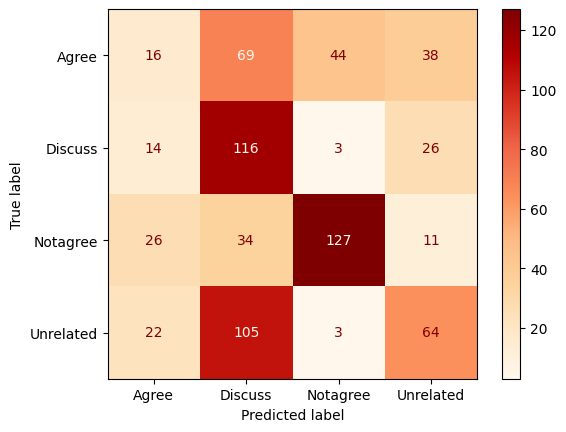 Agree 16 69 44 38
Discuss 14 116 3 26
Notagree 26 34 127 11
Unrelated 22 105 3 64
Agree Discuss Notagree Unrelated
Predicted label
True label
120
100
80
60
40
20